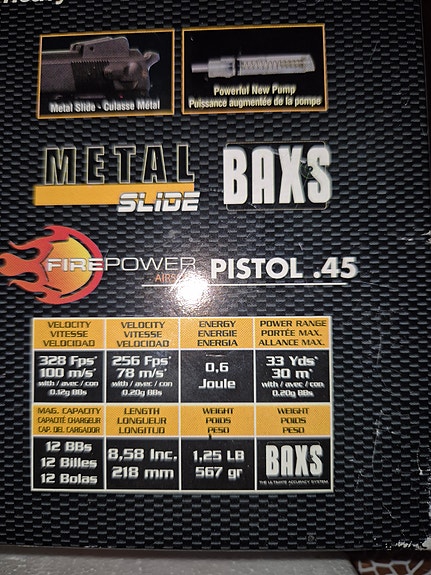 Metal Slide - Culasse Métal
Powerful New Pump
Puissance augmentée de la pompe
METAL
SLIDE
BAXS
FIREPOWER
PISTOL .45
VELOCITY
VITESSE
VELOCIDAD
VELOCITY
VITESSE
VELOCIDAD
ENERGY
ENERGIE
ENERGIA
POWER RANGE
PORTÉE MAX.
ALLANCE MAX.
328 Fps*
100 m/s*
with / avec / con
0.12g BBs
256 Fps*
78 m/s*
with / avec / con
0.20g BBs
0,6
Joule
33 Yds*
30 m*
with / avec / con
0.20g BBs
MAG. CAPACITY
CAPACITÉ CHARGEUR
CAP. DEL CARGADOR
LENGTH
LONGUEUR
LONGITUD
WEIGHT
POIDS
PESO
WEIGHT
POIDS
PESO
12 BBs
12 Billes
12 Bolas
8,58 Inc.
218 mm
1,25 LB
567 gr
BAXS
THE ULTIMATE ACCURACY SYSTEM